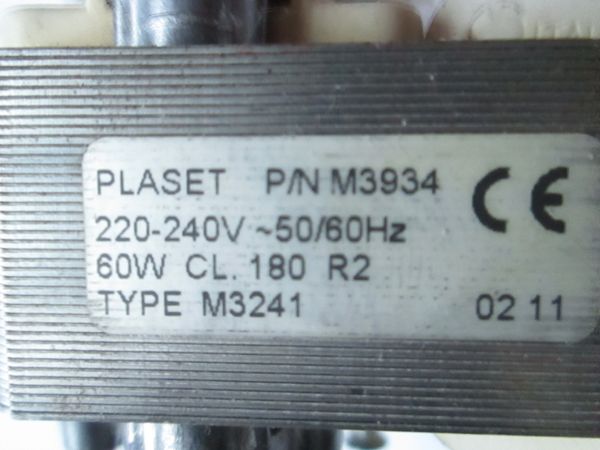 PLASET P/N M3934 CE
220-240V ~50/60Hz
60W CL. 180 R2
TYPE M3241 02 11